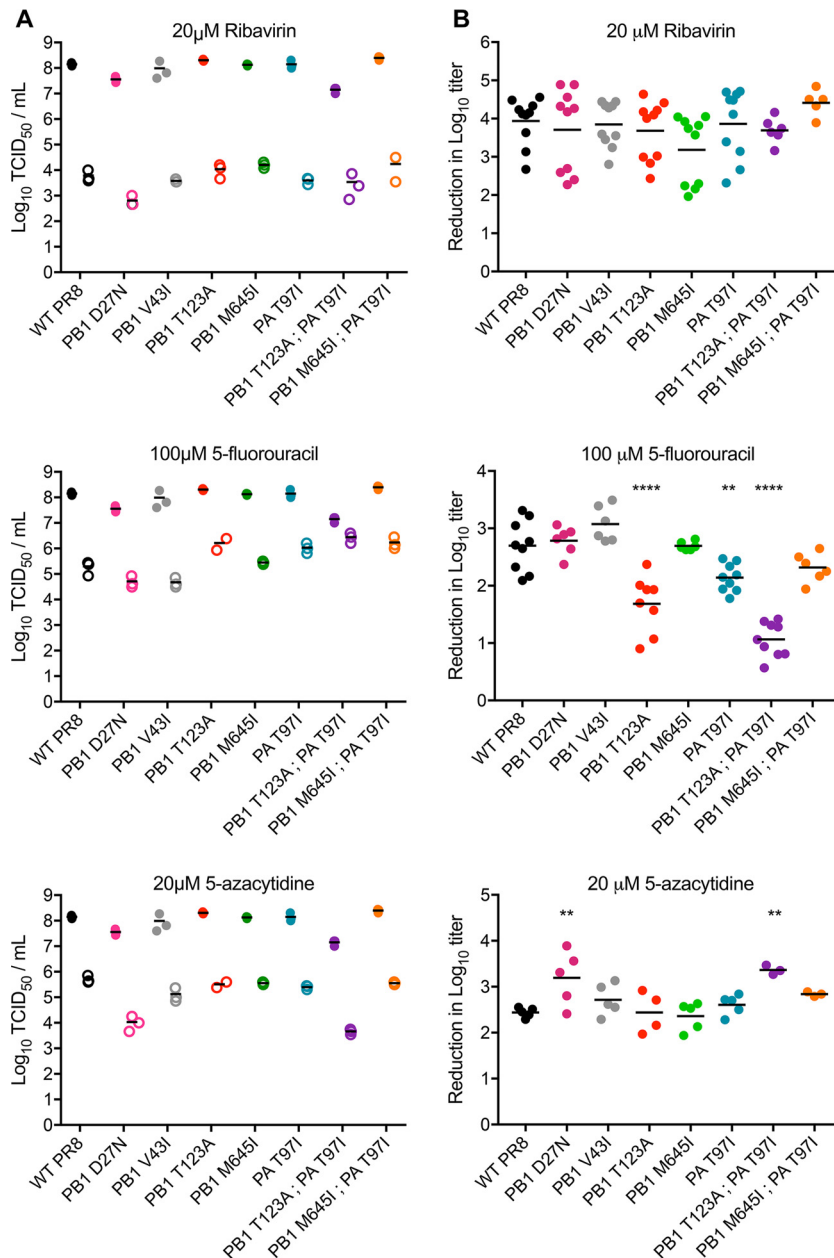 A
20μM Ribavirin
Log10 TCID50 / mL
9
8
7
6
5
4
3
2
1
0
WT PR8
PB1 D27N
PB1 V43I
PB1 T123A
PB1 M645I
PA T97I
PB1 T123A ; PA T97I
PB1 M645I ; PA T97I
B
20 μM Ribavirin
Reduction in Log10 titer
6
5
4
3
2
1
0
WT PR8
PB1 D27N
PB1 V43I
PB1 T123A
PB1 M645I
PA T97I
PB1 T123A ; PA T97I
PB1 M645I ; PA T97I
100μM 5-fluorouracil
Log10 TCID50 / mL
9
8
7
6
5
4
3
2
1
0
WT PR8
PB1 D27N
PB1 V43I
PB1 T123A
PB1 M645I
PA T97I
PB1 T123A ; PA T97I
PB1 M645I ; PA T97I
100 μM 5-fluorouracil
Reduction in Log10 titer
4
3
2
1
0
**** ** ****
WT PR8
PB1 D27N
PB1 V43I
PB1 T123A
PB1 M645I
PA T97I
PB1 T123A ; PA T97I
PB1 M645I ; PA T97I
20μM 5-azacytidine
Log10 TCID50 / mL
9
8
7
6
5
4
3
2
1
0
WT PR8
PB1 D27N
PB1 V43I
PB1 T123A
PB1 M645I
PA T97I
PB1 T123A ; PA T97I
PB1 M645I ; PA T97I
20 μM 5-azacytidine
Reduction in Log10 titer
5
4
3
2
1
0
** **
WT PR8
PB1 D27N
PB1 V43I
PB1 T123A
PB1 M645I
PA T97I
PB1 T123A ; PA T97I
PB1 M645I ; PA T97I